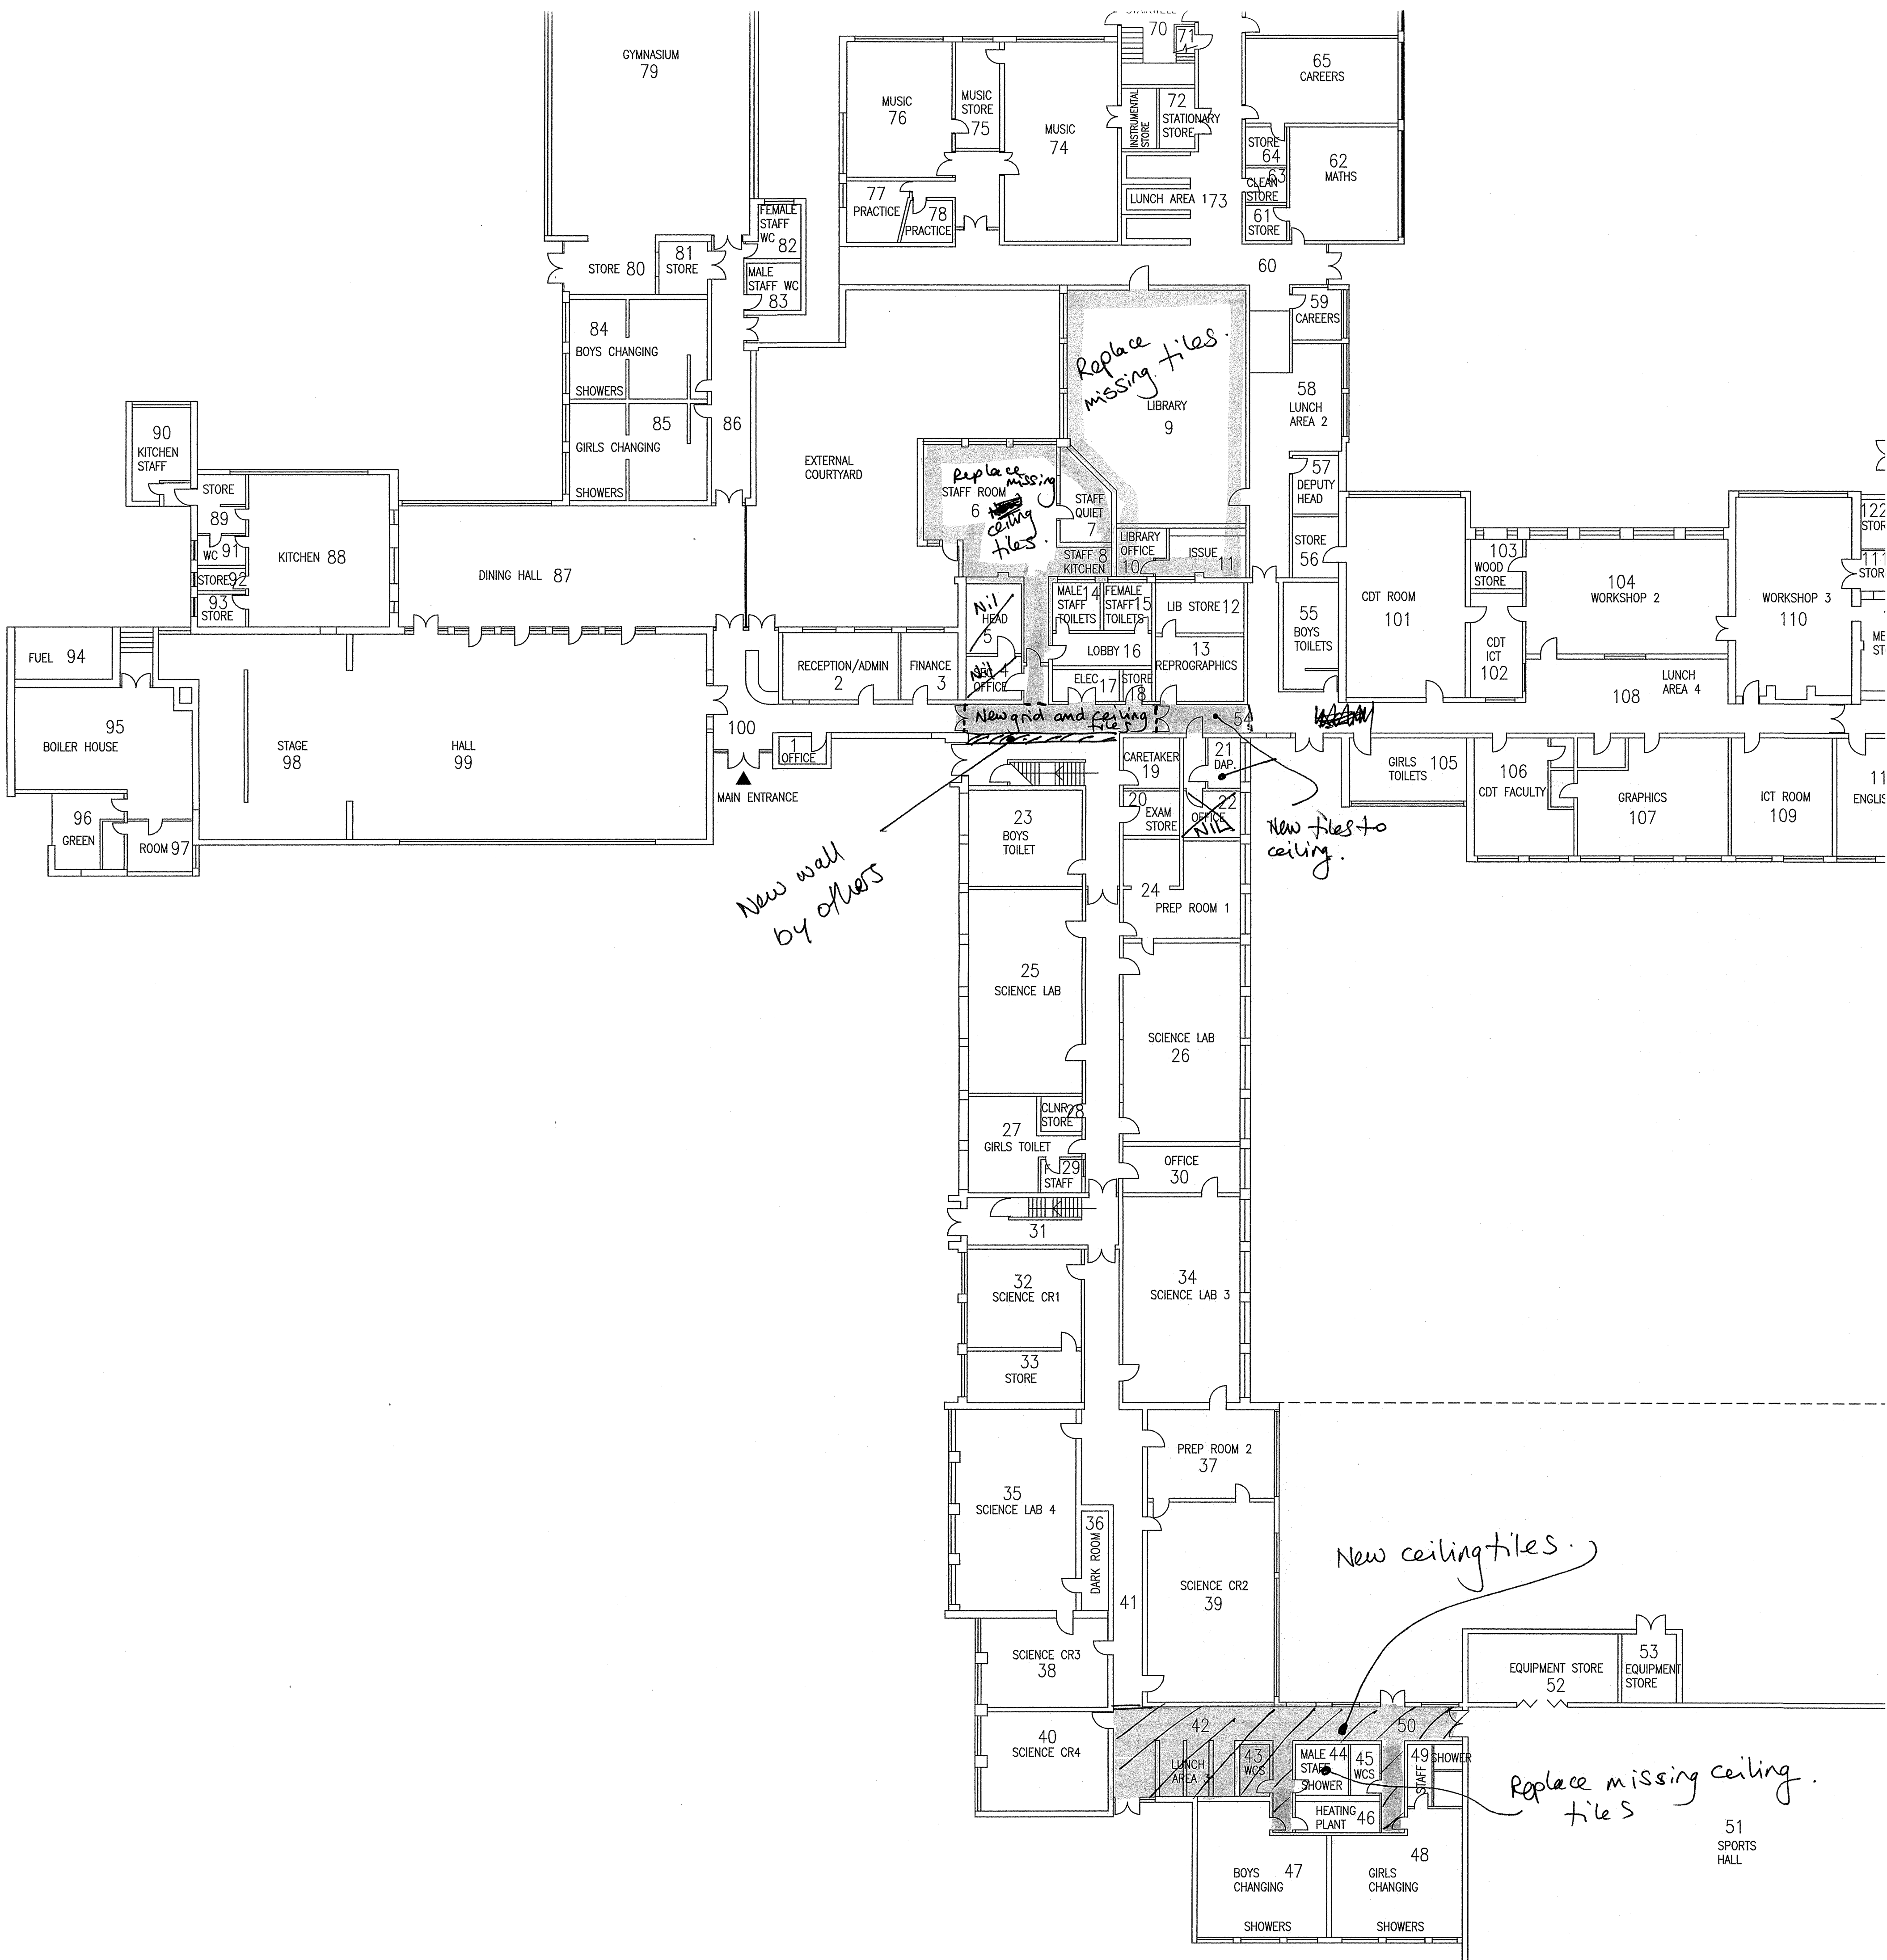 STAIRWELL
70
71
GYMNASIUM
79
65
CAREERS
MUSIC
76
MUSIC
STORE
75
MUSIC
74
INSTRUMENTAL
STORE
72
STATIONARY
STORE
STORE
64
63
CLEAN
STORE
61
STORE
62
MATHS
77
PRACTICE
78
PRACTICE
LUNCH AREA 1 73
60
FEMALE
STAFF
WC
82
MALE
STAFF WC
83
STORE 80
81
STORE
84
BOYS CHANGING
SHOWERS
85
GIRLS CHANGING
SHOWERS
86
59
CAREERS
58
LUNCH
AREA 2
57
DEPUTY
HEAD
STORE
56
Replace
missing tiles.
LIBRARY
9
EXTERNAL
COURTYARD
Replace
missing
STAFF ROOM
6
ceiling
tiles.
STAFF
QUIET
7
STAFF 8
KITCHEN
LIBRARY
OFFICE
10
ISSUE
11
90
KITCHEN
STAFF
STORE
89
WC 91
STORE 92
93
STORE
KITCHEN 88
DINING HALL 87
CDT ROOM
101
103
WOOD
STORE
104
WORKSHOP 2
WORKSHOP 3
110
122
STOR
111
STOR
ME
ST
CDT
ICT
102
LUNCH
AREA 4
108
55
BOYS
TOILETS
Nil
HEAD
5
Nil
4
OFFICE
MALE 14
STAFF
TOILETS
FEMALE
STAFF 15
TOILETS
LIB STORE 12
LOBBY 16
13
REPROGRAPHICS
ELEC 17
STORE
18
RECEPTION/ADMIN
2
FINANCE
3
FUEL 94
95
BOILER HOUSE
96
GREEN
ROOM 97
STAGE
98
HALL
99
100
1
OFFICE
MAIN ENTRANCE
New grid and ceiling
tiles
54
CARETAKER
19
21
DAP.
20
EXAM
STORE
22
OFFICE
NIL
New tiles to
ceiling.
GIRLS
TOILETS
105
106
CDT FACULTY
GRAPHICS
107
ICT ROOM
109
11
ENGLIS
23
BOYS
TOILET
New wall
by others
24
PREP ROOM 1
25
SCIENCE LAB
SCIENCE LAB
26
CLNR
28
STORE
27
GIRLS TOILET
F 29
STAFF
OFFICE
30
31
32
SCIENCE CR1
33
STORE
34
SCIENCE LAB 3
PREP ROOM 2
37
35
SCIENCE LAB 4
36
DARK ROOM
SCIENCE CR2
39
41
SCIENCE CR3
38
40
SCIENCE CR4
New ceiling tiles.
EQUIPMENT STORE
52
53
EQUIPMENT
STORE
42
50
LUNCH
AREA 3
43
WCS
MALE 44
STAFF
SHOWER
45
WCS
49
STAFF
SHOWER
HEATING
PLANT
46
Replace missing ceiling.
tiles
51
SPORTS
HALL
BOYS 47
CHANGING
48
GIRLS
CHANGING
SHOWERS
SHOWERS